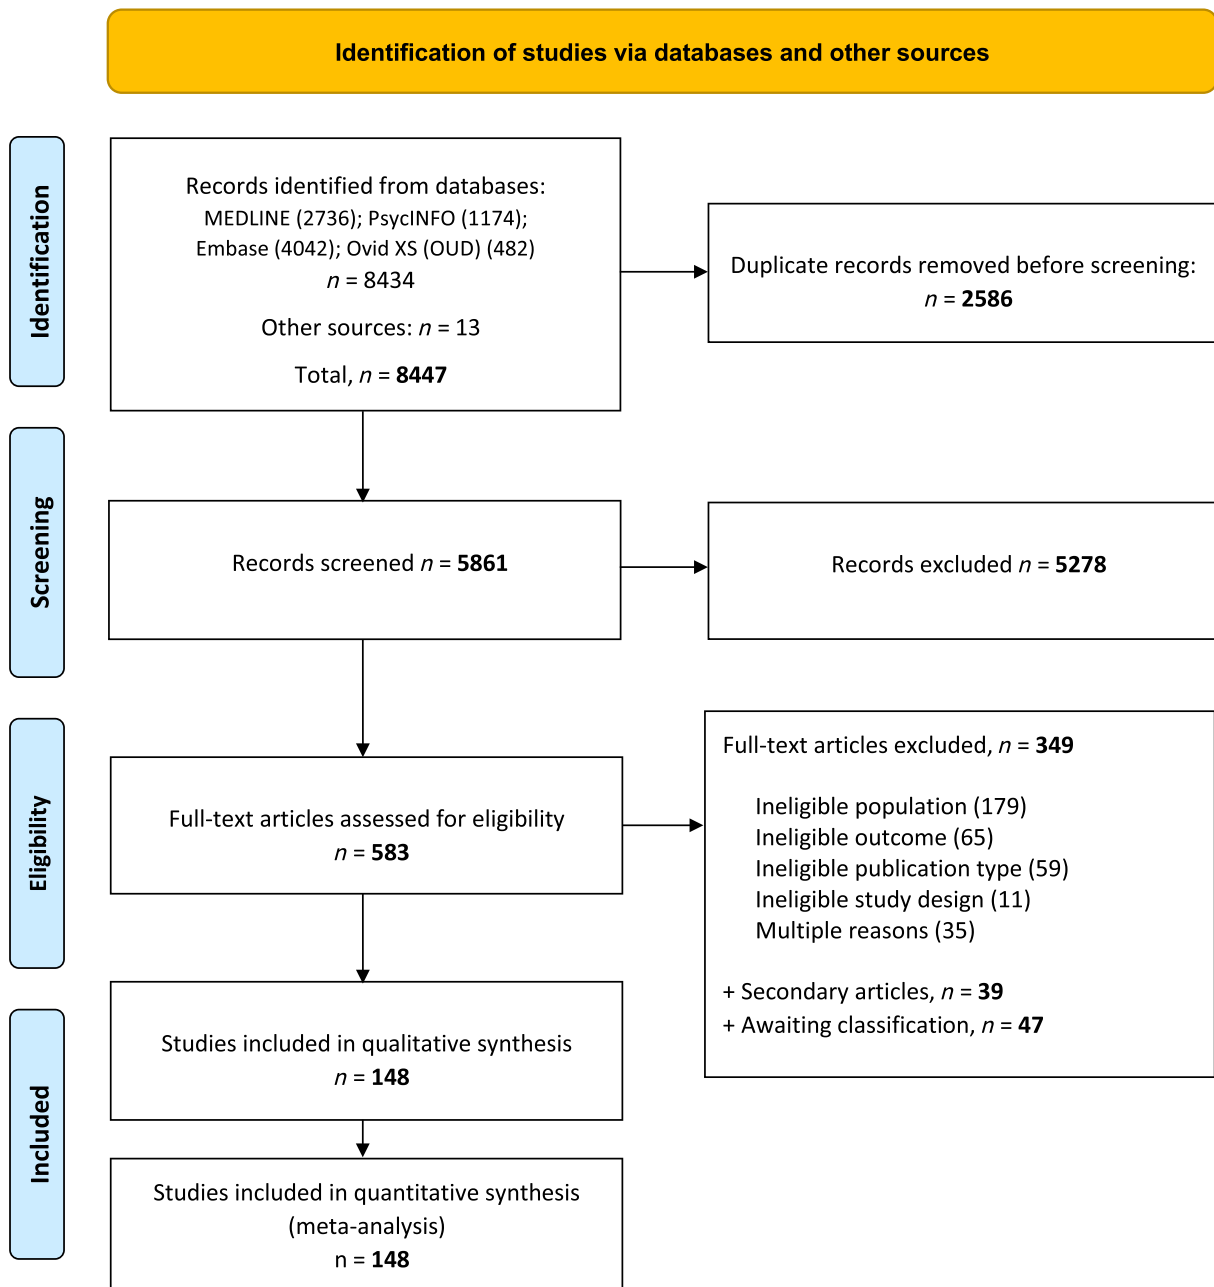 Identification of studies via databases and other sources
Identification
Records identified from databases:
MEDLINE (2736); PsycINFO (1174);
Embase (4042); Ovid XS (OUD) (482)
n = 8434
Other sources: n = 13
Total, n = 8447
Duplicate records removed before screening:
n = 2586
Screening
Records screened n = 5861
Records excluded n = 5278
Eligibility
Full-text articles assessed for eligibility
n = 583
Full-text articles excluded, n = 349
Ineligible population (179)
Ineligible outcome (65)
Ineligible publication type (59)
Ineligible study design (11)
Multiple reasons (35)
+ Secondary articles, n = 39
+ Awaiting classification, n = 47
Included
Studies included in qualitative synthesis
n = 148
Studies included in quantitative synthesis
(meta-analysis)
n = 148